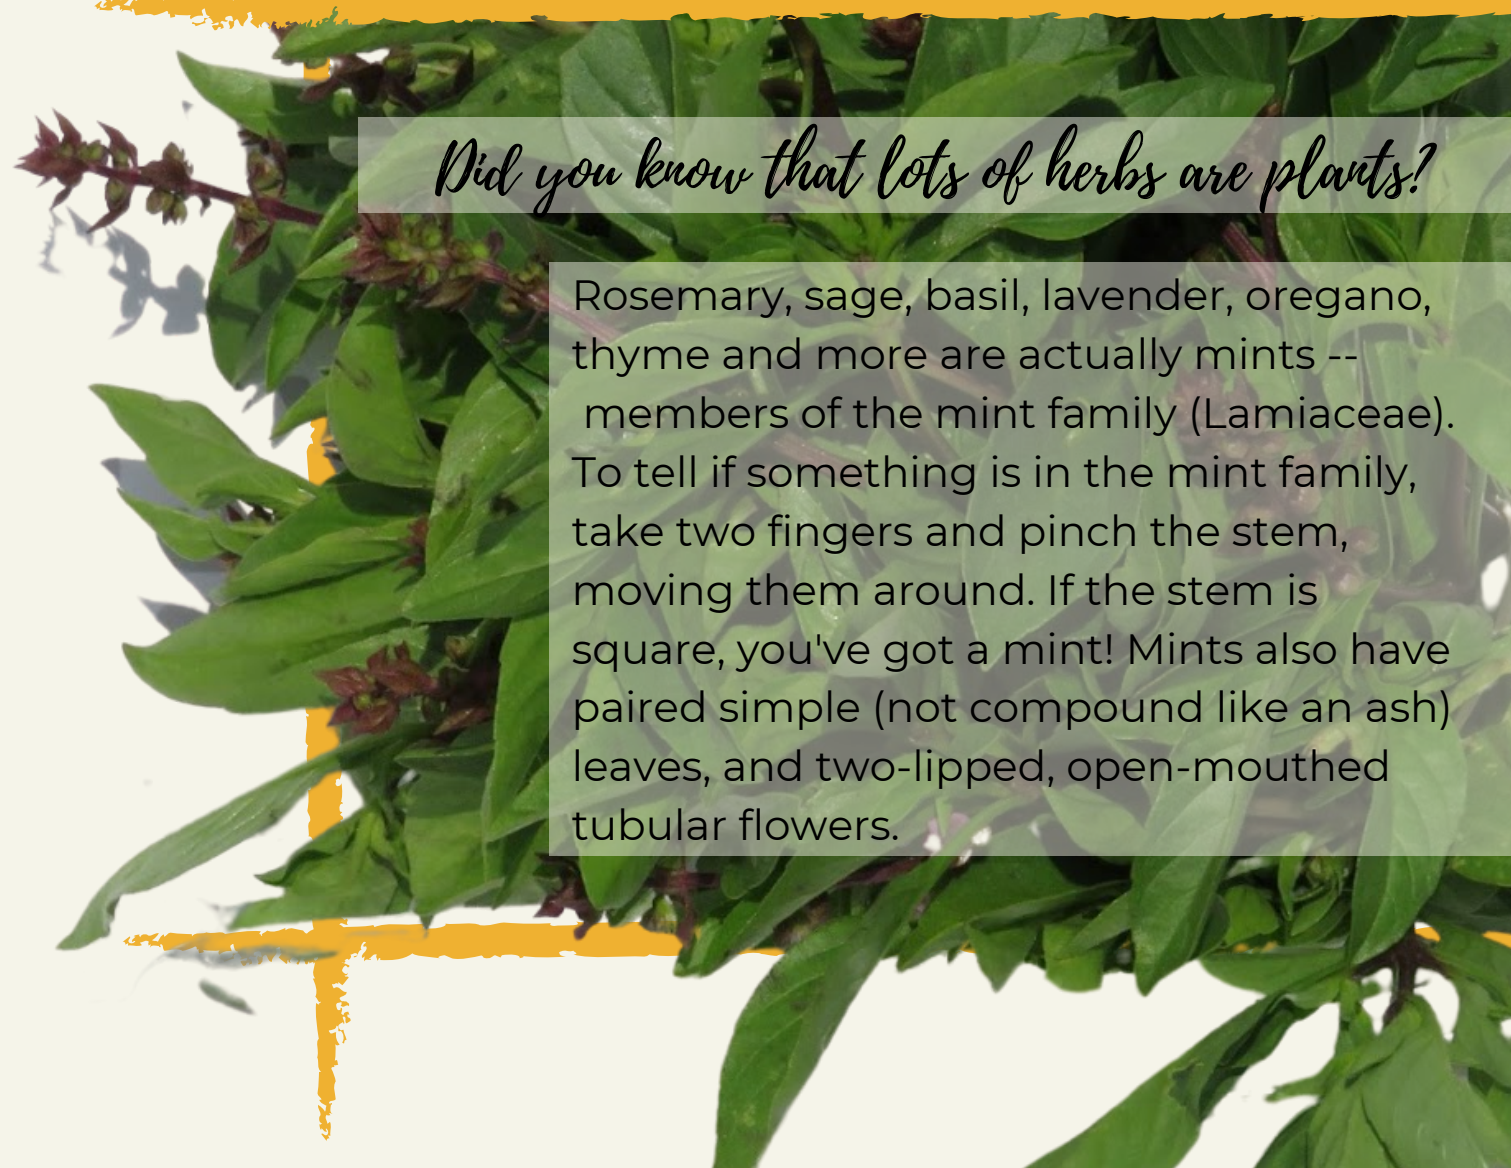 Did you know that lots of herbs are plants?
Rosemary, sage, basil, lavender, oregano,
thyme and more are actually mints --
members of the mint family (Lamiaceae).
To tell if something is in the mint family,
take two fingers and pinch the stem,
moving them around. If the stem is
square, you've got a mint! Mints also have
paired simple (not compound like an ash)
leaves, and two-lipped, open-mouthed
tubular flowers.